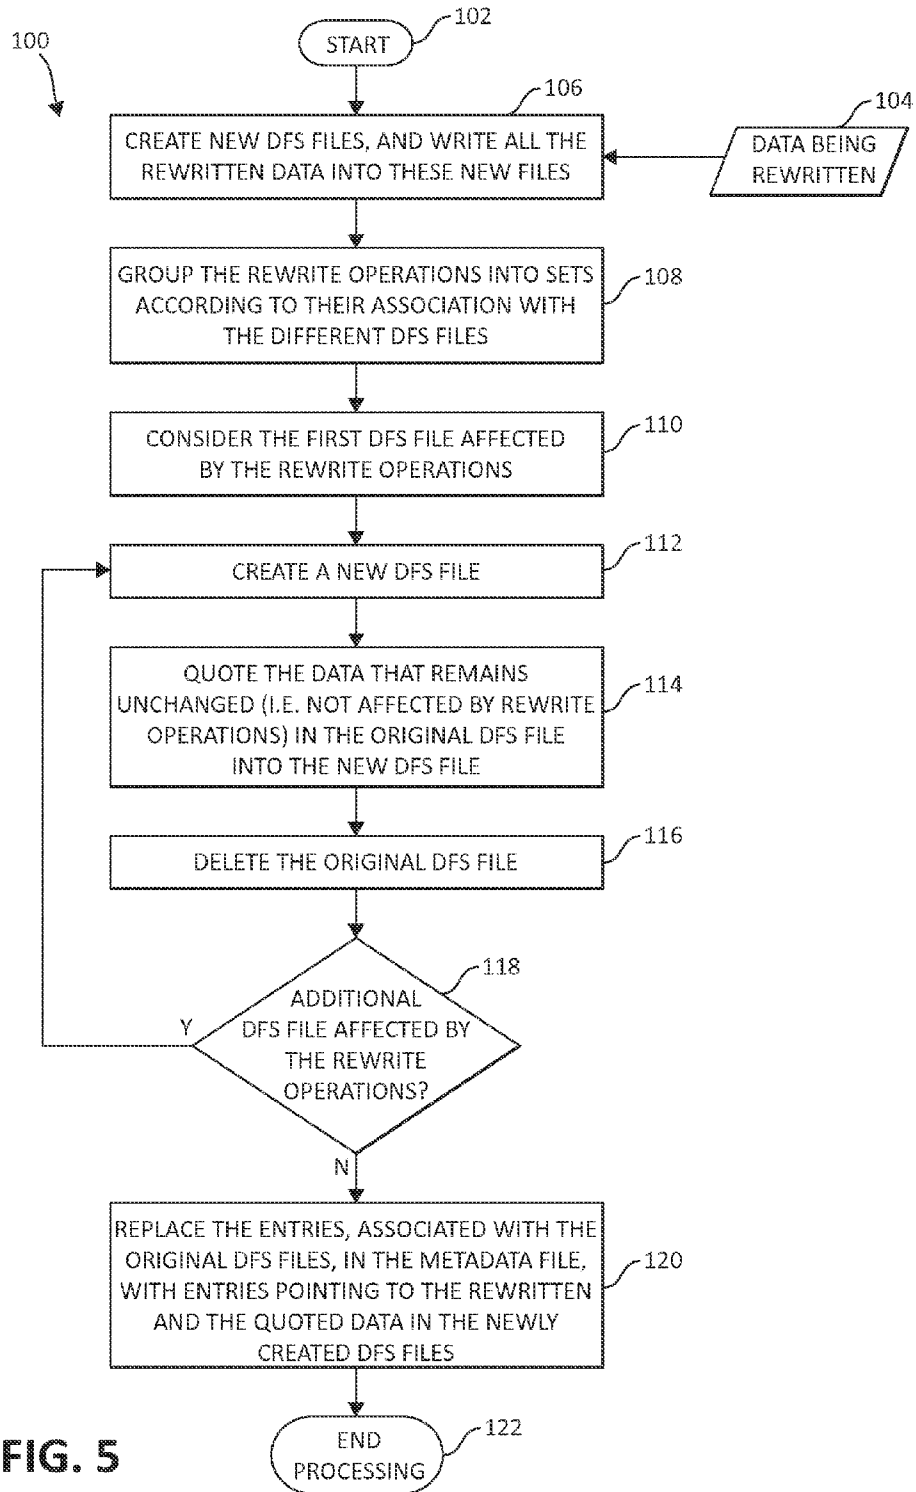 100
START
102
106
CREATE NEW DFS FILES, AND WRITE ALL THE
REWRITTEN DATA INTO THESE NEW FILES
104
DATA BEING
REWRITTEN
GROUP THE REWRITE OPERATIONS INTO SETS
ACCORDING TO THEIR ASSOCIATION WITH
THE DIFFERENT DFS FILES
108
CONSIDER THE FIRST DFS FILE AFFECTED
BY THE REWRITE OPERATIONS
110
CREATE A NEW DFS FILE
112
QUOTE THE DATA THAT REMAINS
UNCHANGED (I.E. NOT AFFECTED BY REWRITE
OPERATIONS) IN THE ORIGINAL DFS FILE
INTO THE NEW DFS FILE
114
DELETE THE ORIGINAL DFS FILE
116
118
ADDITIONAL
DFS FILE AFFECTED BY
THE REWRITE
OPERATIONS?
Y
N
REPLACE THE ENTRIES, ASSOCIATED WITH THE
ORIGINAL DFS FILES, IN THE METADATA FILE,
WITH ENTRIES POINTING TO THE REWRITTEN
AND THE QUOTED DATA IN THE NEWLY
CREATED DFS FILES
120
END
PROCESSING
122
FIG. 5